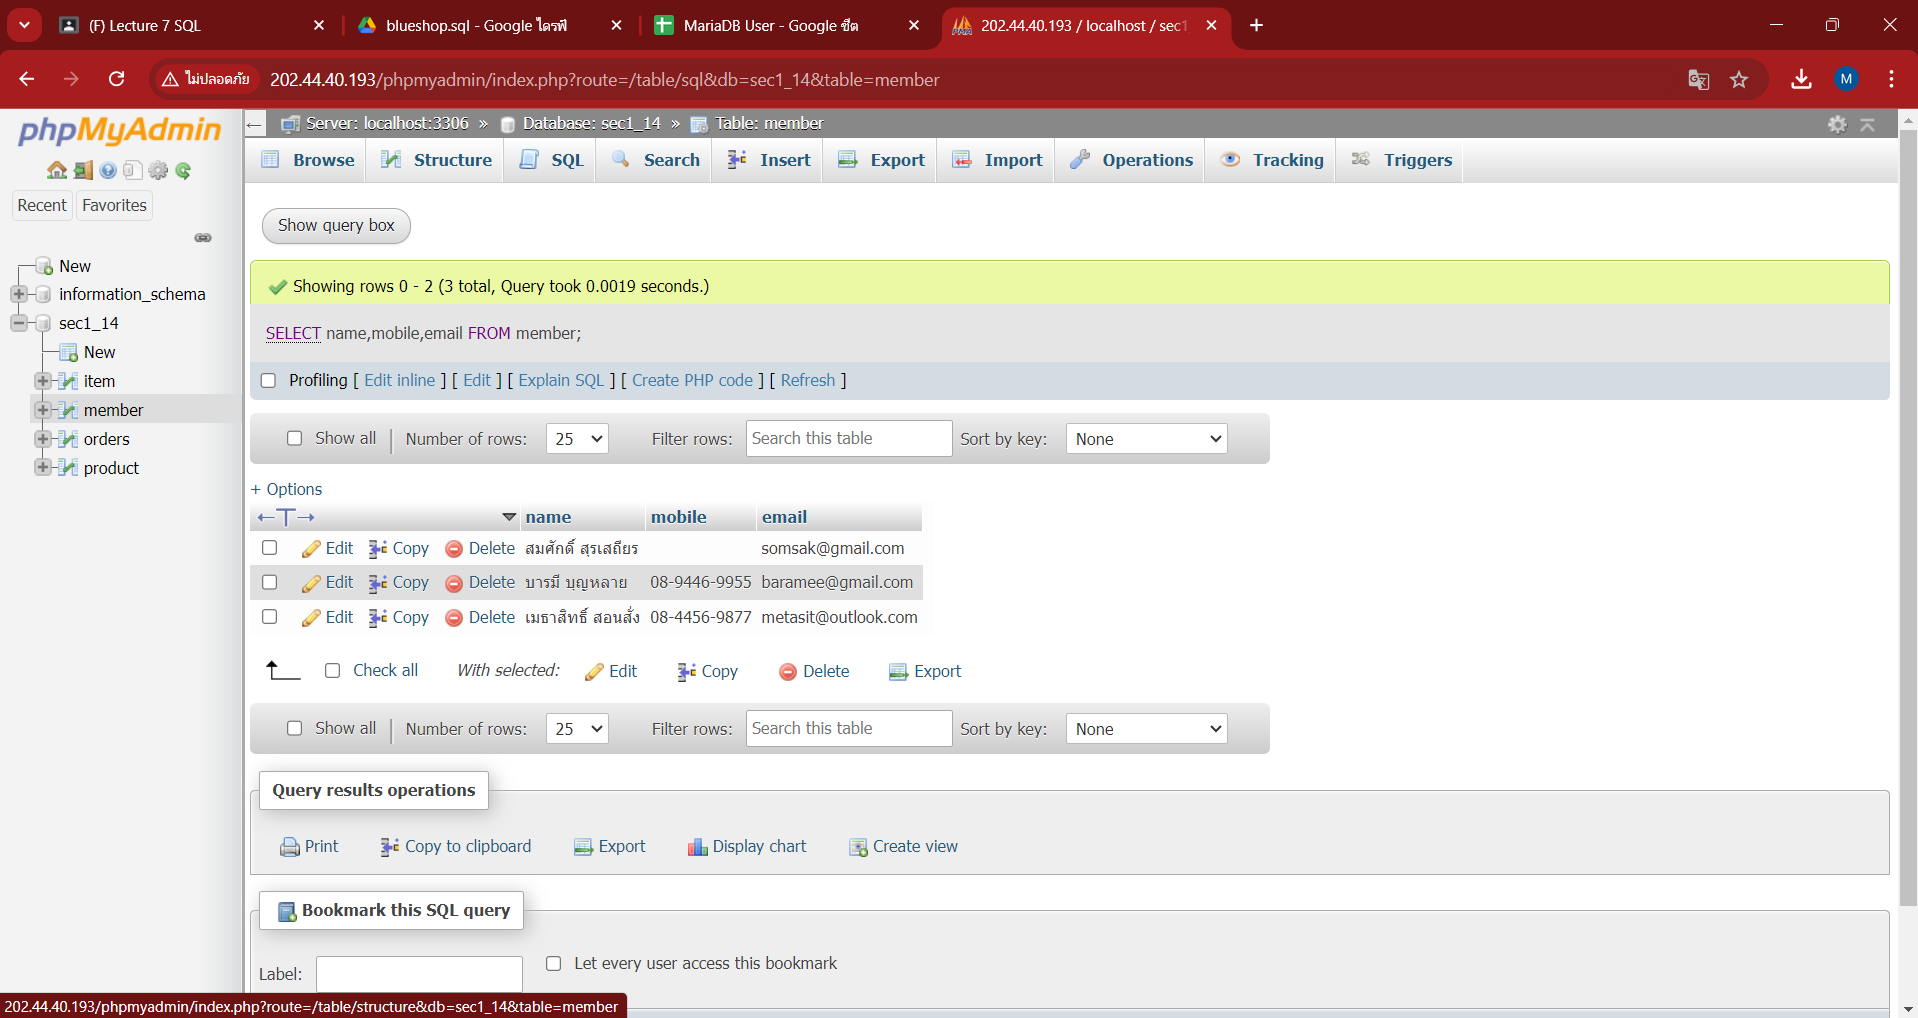 (F) Lecture 7 SQL
blueshop.sql - Google ไดรฟ์
MariaDB User - Google ชีต
202.44.40.193 / localhost / sec1
ไม่ปลอดภัย
202.44.40.193/phpmyadmin/index.php?route=/table/sql&db=sec1_14&table=member
M
phpMyAdmin
Recent
Favorites
New
information_schema
sec1_14
New
item
member
orders
product
Server: localhost:3306 » Database: sec1_14 » Table: member
Browse Structure SQL Search Insert Export Import Operations Tracking Triggers
Show query box
Showing rows 0 - 2 (3 total, Query took 0.0019 seconds.)
SELECT name,mobile,email FROM member;
Profiling [ Edit inline ] [ Edit ] [ Explain SQL ] [ Create PHP code ] [ Refresh ]
Show all Number of rows: 25 Filter rows: Search this table Sort by key: None
+ Options
←T→ name mobile email
Edit Copy Delete สมศักดิ์ สุรเสถียร somsak@gmail.com
Edit Copy Delete บารมี บุญหลาย 08-9446-9955 baramee@gmail.com
Edit Copy Delete เมธาสิทธิ์ สอนสั่ง 08-4456-9877 metasit@outlook.com
Check all With selected: Edit Copy Delete Export
Show all Number of rows: 25 Filter rows: Search this table Sort by key: None
Query results operations
Print Copy to clipboard Export Display chart Create view
Bookmark this SQL query
Label: Let every user access this bookmark
202.44.40.193/phpmyadmin/index.php?route=/table/structure&db=sec1_14&table=member